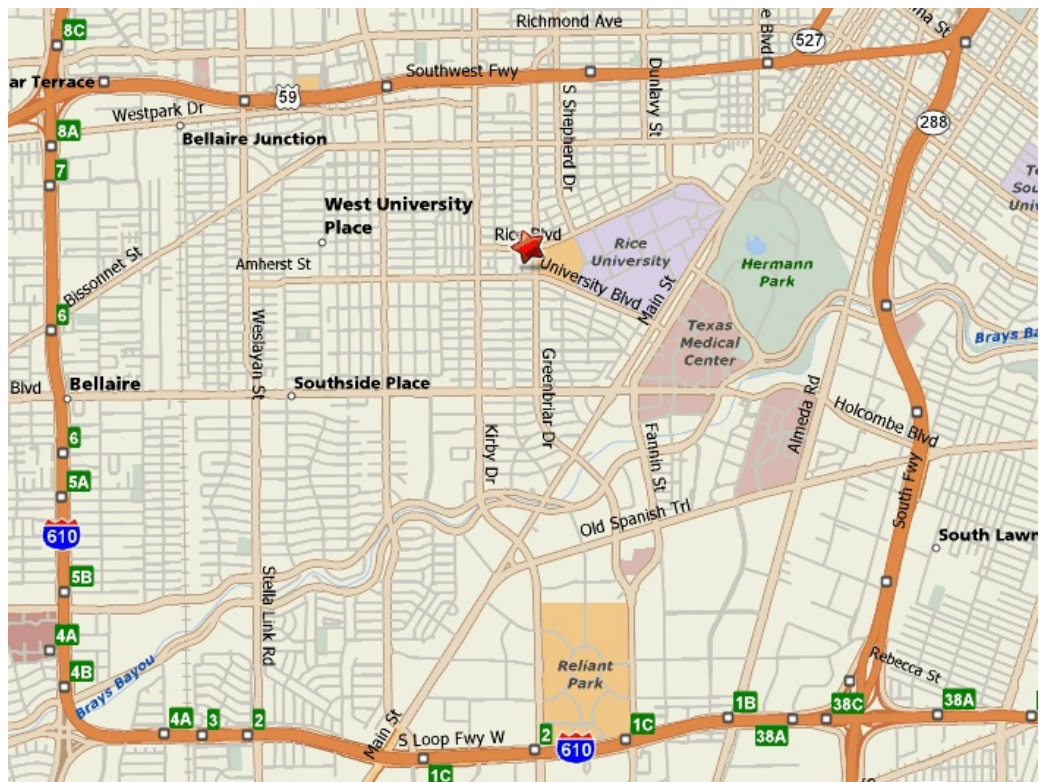 8C
Richmond Ave
527
ar Terrace
Southwest Fwy
59
Westpark Dr
Dunlavy St
S Shepherd Dr
288
8A
Bellaire Junction
7
West University
Place
Rice Blvd
Rice
University
Hermann
Park
Amherst St
University Blvd
Main St
Bissonnet St
6
Weslayan St
Texas
Medical
Center
Brays Ba
Blvd
Bellaire
Southside Place
Greenbriar Dr
Almeda Rd
Holcombe Blvd
6
Kirby Dr
Fannin St
5A
South Fwy
610
Old Spanish Trl
South Lawn
5B
Stella Link Rd
4A
Reliant
Park
Rebecca St
4B
Brays Bayou
4A
3
2
Main St
S Loop Fwy W
1C
2
610
1C
1B
38A
38C
38A